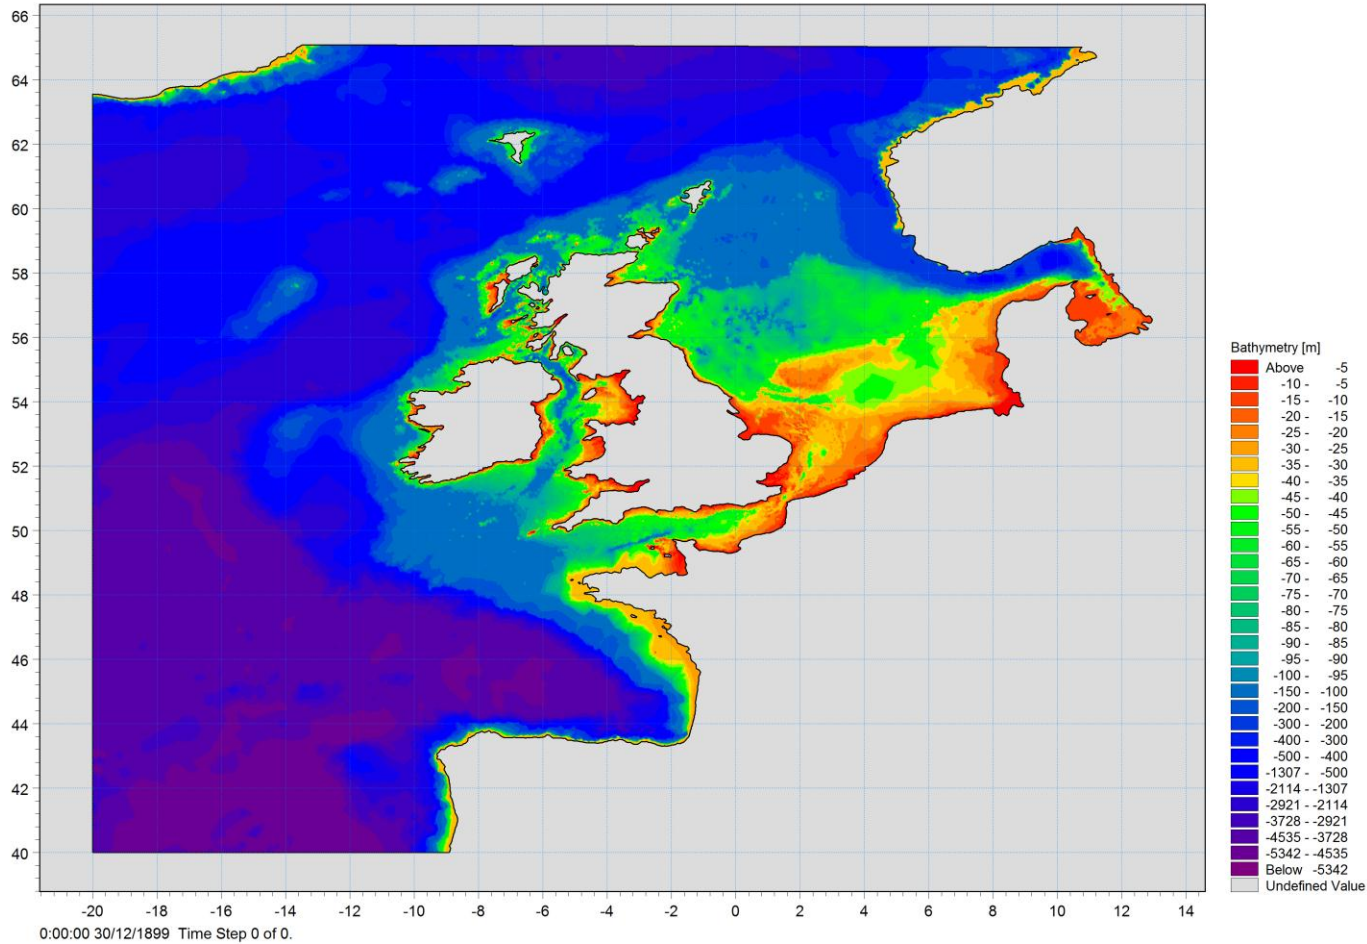 66
64
62
60
58
56
54
52
50
48
46
44
42
40
-20 -18 -16 -14 -12 -10 -8 -6 -4 -2 0 2 4 6 8 10 12 14
0:00:00 30/12/1899 Time Step 0 of 0.
Bathymetry [m]
Above -5
-10 - -5
-15 - -10
-20 - -15
-25 - -20
-30 - -25
-35 - -30
-40 - -35
-45 - -40
-50 - -45
-55 - -50
-60 - -55
-65 - -60
-70 - -65
-75 - -70
-80 - -75
-85 - -80
-90 - -85
-95 - -90
-100 - -95
-150 - -100
-200 - -150
-300 - -200
-400 - -300
-500 - -400
-1307 - -500
-2114 - -1307
-2921 - -2114
-3728 - -2921
-4535 - -3728
-5342 - -4535
Below -5342
Undefined Value